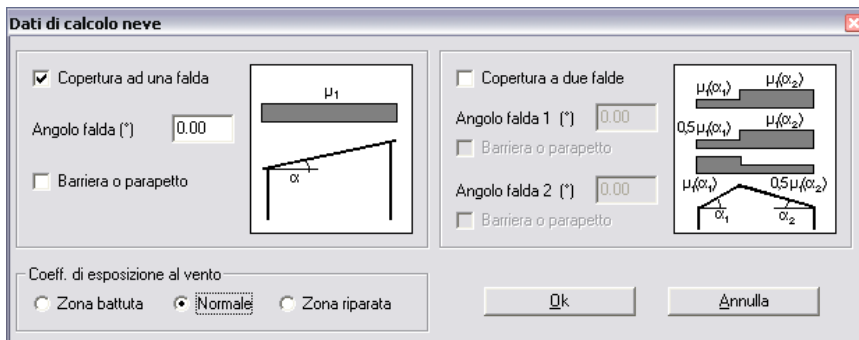 Dati di calcolo neve
Copertura ad una falda
Angolo falda (°) 0.00
Barriera o parapetto
μ1
α
Copertura a due falde
Angolo falda 1 (°) 0.00
Barriera o parapetto
Angolo falda 2 (°) 0.00
Barriera o parapetto
μ1(α1) μ1(α2)
0,5μ1(α1) μ1(α2)
μ1(α1) 0,5μ1(α2)
α1 α2
Coeff. di esposizione al vento
Zona battuta Normale Zona riparata
Ok Annulla